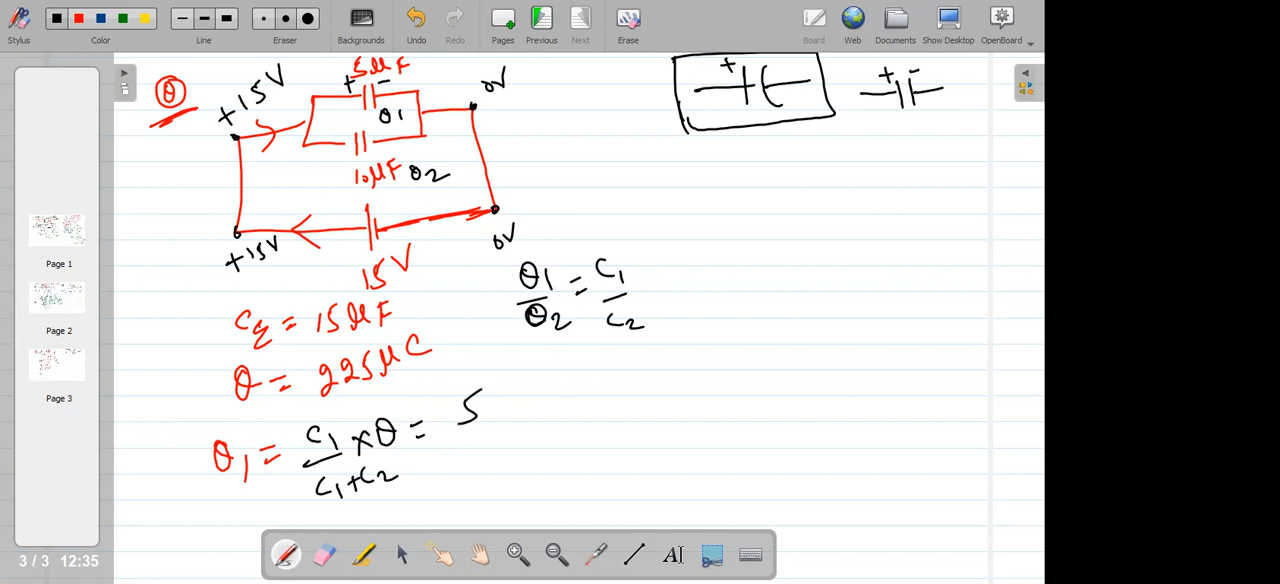 Stylus
Color
Line
Eraser
Backgrounds
Undo
Redo
Pages
Previous
Next
Erase
Board
Web
Documents
Show Desktop
OpenBoard
Page 1
Page 2
Page 3
3 / 3 12:35
Q
+15V
5μF
+ -
0V
Q1
10μF Q2
+15V
0V
15V
+
+ -
Q1/Q2 = C1/C2
Cq = 15μF
Q = 225μC
Q1 = C1/C1+C2 × Q = 5